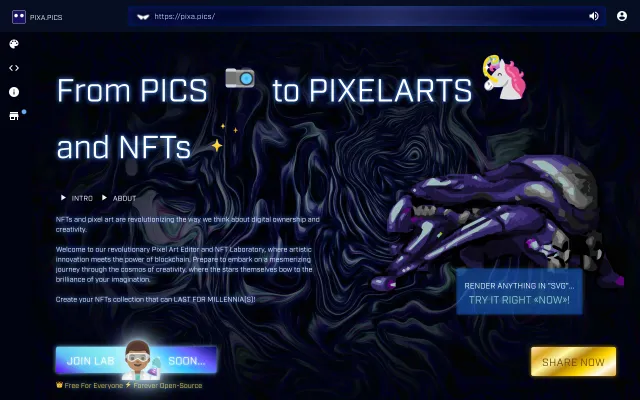 PIXA.PICS
https://pixa.pics/
From PICS to PIXELARTS
and NFTs
INTRO ABOUT
NFTs and pixel art are revolutionizing the way we think about digital ownership and
creativity.
Welcome to our revolutionary Pixel Art Editor and NFT Laboratory, where artistic
innovation meets the power of blockchain. Prepare to embark on a mesmerizing
journey through the cosmos of creativity, where the stars themselves bow to the
brilliance of your imagination.
Create your NFTs collection that can LAST FOR MILLENNIA(S)!
RENDER ANYTHING IN "SVG"...
TRY IT RIGHT «NOW»!
JOIN LAB SOON...
SHARE NOW
Free For Everyone Forever Open-Source